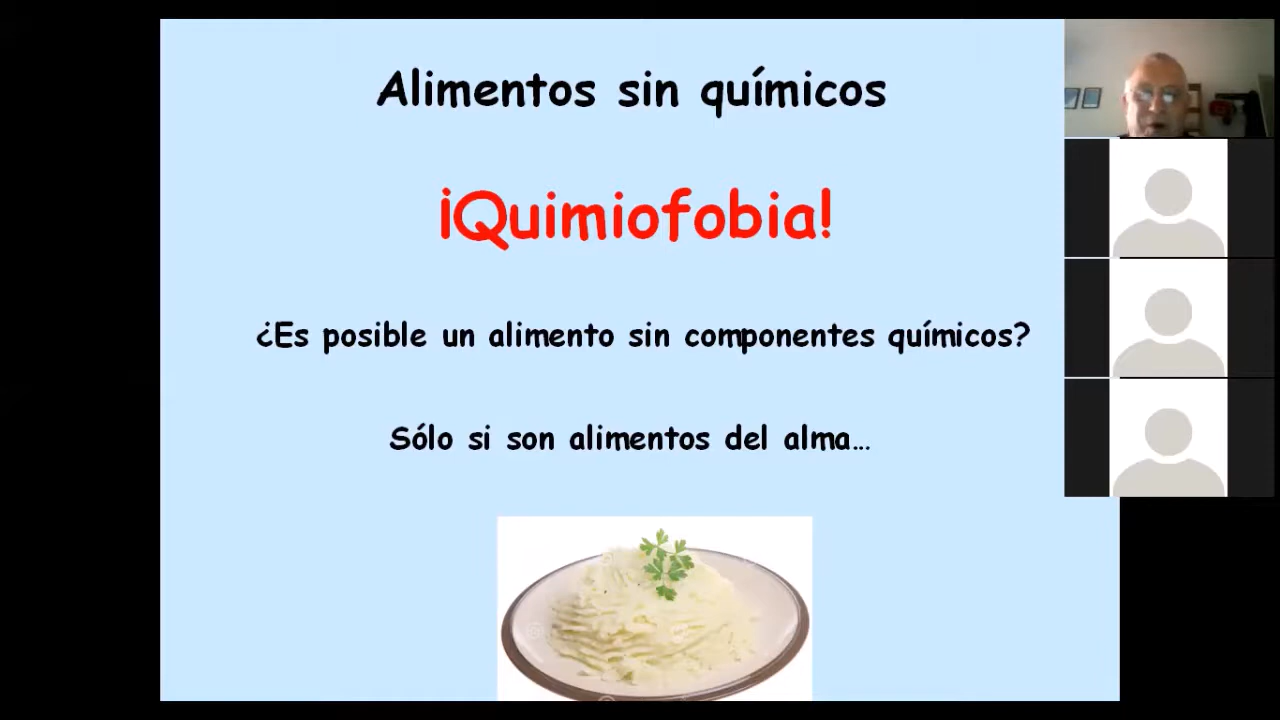 Alimentos sin químicos
¡Quimiofobia!
¿Es posible un alimento sin componentes químicos?
Sólo si son alimentos del alma…